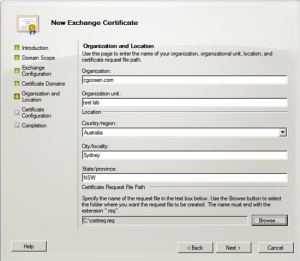 New Exchange Certificate
Introduction
Domain Scope
Exchange
Configuration
Certificate Domains
Organization and
Location
Certificate
Configuration
Completion
Organization and Location
Use this page to enter the name of your organization, organizational unit, location, and
certificate request file path.
Organization:
cgoosen.com
Organization unit:
test lab
Location
Country/region:
Australia
City/locality:
Sydney
State/province:
NSW
Certificate Request File Path
Specify the name of the request file in the text box below. Use the Browse button to select
the folder where you want the request file to be created. The name must end with the
extension ".req".
C:\certreq.req
Browse...
Help
< Back
Next >
Cancel